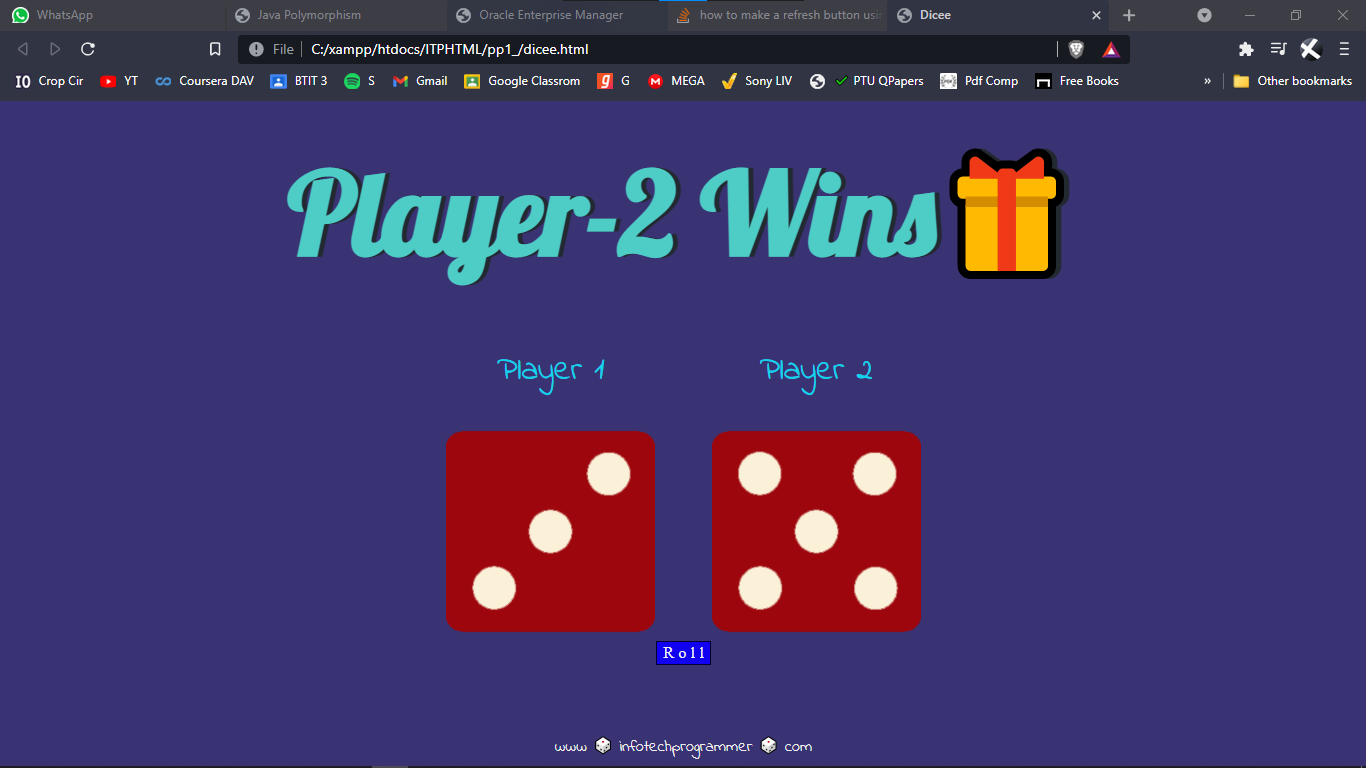 WhatsApp
Java Polymorphism
Oracle Enterprise Manager
how to make a refresh button usin
Dicee
File
C:/xampp/htdocs/ITPHTML/pp1_/dicee.html
Crop Cir
YT
Coursera DAV
BTIT 3
S
Gmail
Google Classrom
G
MEGA
Sony LIV
PTU QPapers
Pdf Comp
Free Books
»
Other bookmarks
Player-2 Wins
Player 1
Player 2
Roll
www infotechprogrammer com